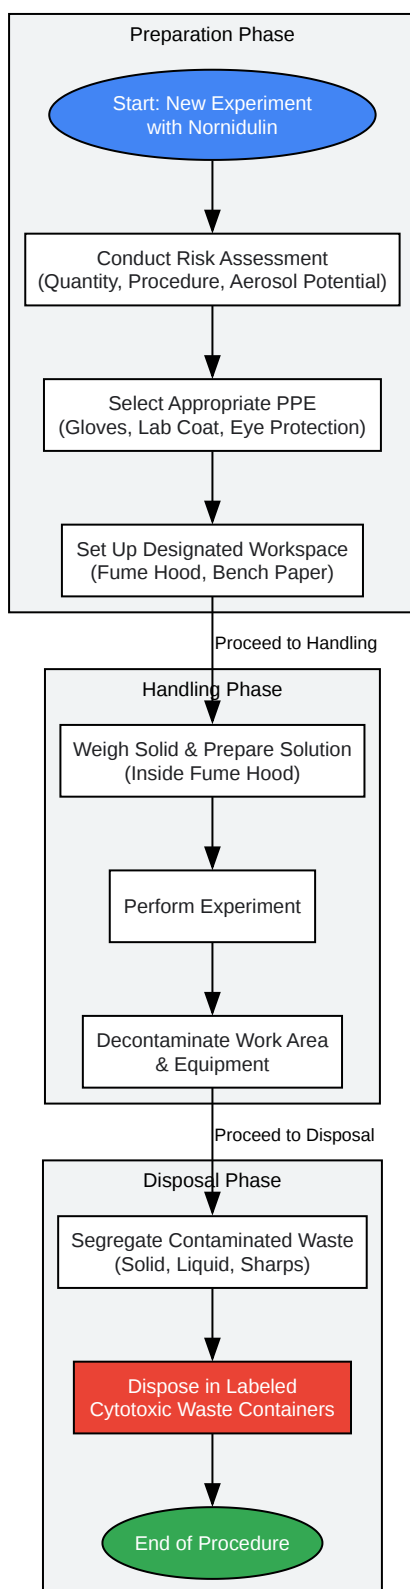 Preparation Phase
Start: New Experiment
with Nornidulin
Conduct Risk Assessment
(Quantity, Procedure, Aerosol Potential)
Select Appropriate PPE
(Gloves, Lab Coat, Eye Protection)
Set Up Designated Workspace
(Fume Hood, Bench Paper)
Proceed to Handling
Handling Phase
Weigh Solid & Prepare Solution
(Inside Fume Hood)
Perform Experiment
Decontaminate Work Area
& Equipment
Proceed to Disposal
Disposal Phase
Segregate Contaminated Waste
(Solid, Liquid, Sharps)
Dispose in Labeled
Cytotoxic Waste Containers
End of Procedure